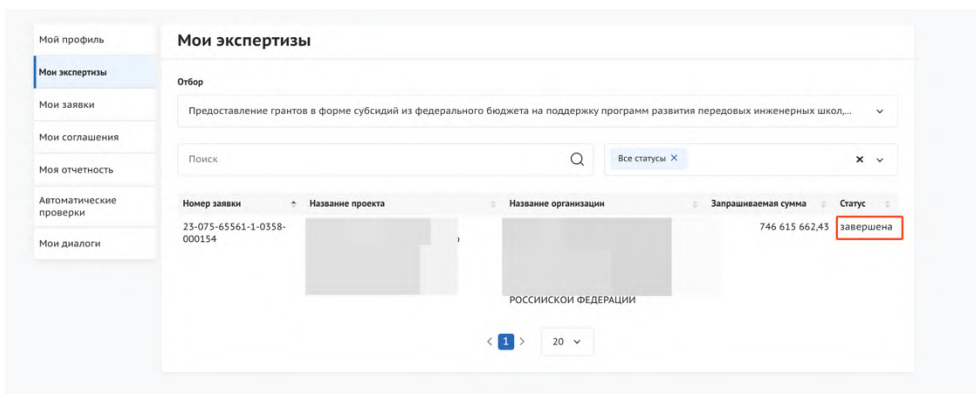 Мой профиль
Мои экспертизы
Мои заявки
Мои соглашения
Моя отчетность
Автоматические
проверки
Мои диалоги
Мои экспертизы
Отбор
Предоставление грантов в форме субсидий из федерального бюджета на поддержку программ развития передовых инженерных школ,...
Поиск
Все статусы X
Номер заявки Название проекта Название организации Запрашиваемая сумма Статус
23-075-65561-1-0358-
000154
746 615 662,43 завершена
РОССИЙСКОЙ ФЕДЕРАЦИИ
< 1 > 20